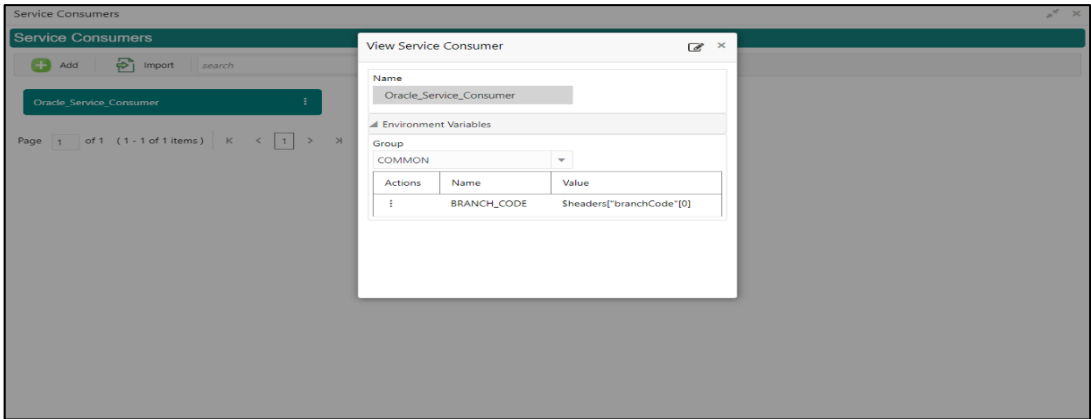 Service Consumers
Service Consumers
Add Import search
Oracle_Service_Consumer
Page 1 of 1 (1 - 1 of 1 items) K < 1 > >|
View Service Consumer
Name
Oracle_Service_Consumer
Environment Variables
Group
COMMON
Actions Name Value
BRANCH_CODE $headers["branchCode"[0]